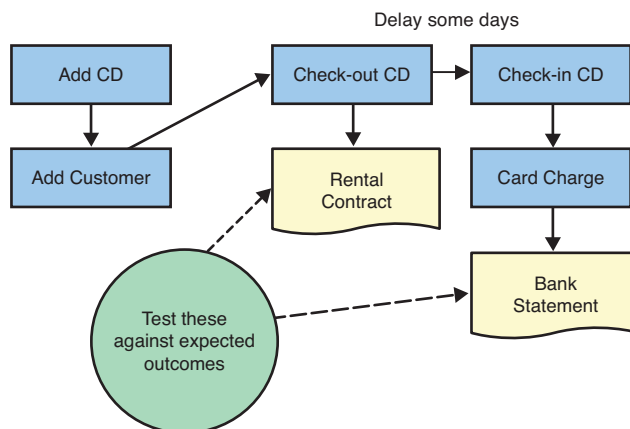 Delay some days
Add CD
Check-out CD
Check-in CD
Add Customer
Rental
Contract
Card Charge
Test these
against expected
outcomes
Bank
Statement